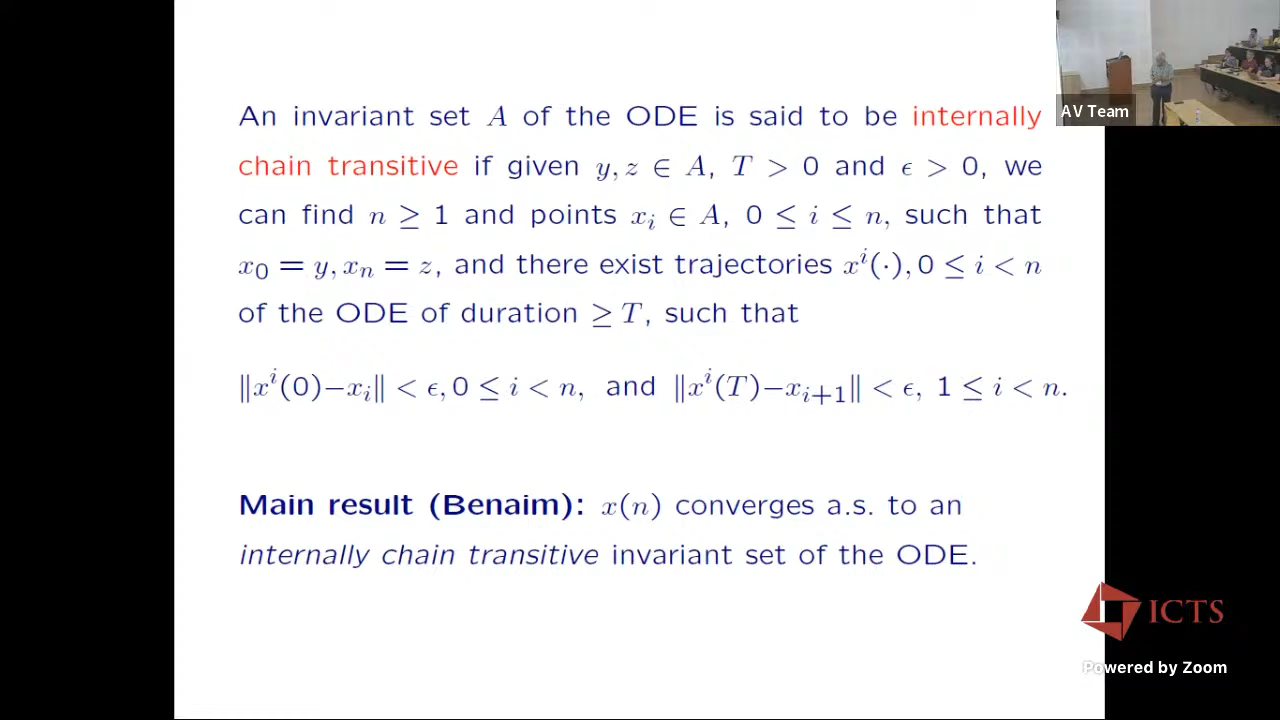 An invariant set A of the ODE is said to be internally
chain transitive if given y, z ∈ A, T > 0 and ϵ > 0, we
can find n ≥ 1 and points x_i ∈ A, 0 ≤ i ≤ n, such that
x_0 = y, x_n = z, and there exist trajectories x^i(·), 0 ≤ i < n
of the ODE of duration ≥ T, such that
‖x^i(0)−x_i‖ < ϵ, 0 ≤ i < n, and ‖x^i(T)−x_{i+1}‖ < ϵ, 1 ≤ i < n.
Main result (Benaim): x(n) converges a.s. to an
internally chain transitive invariant set of the ODE.
AV Team
ICTS
Powered by Zoom